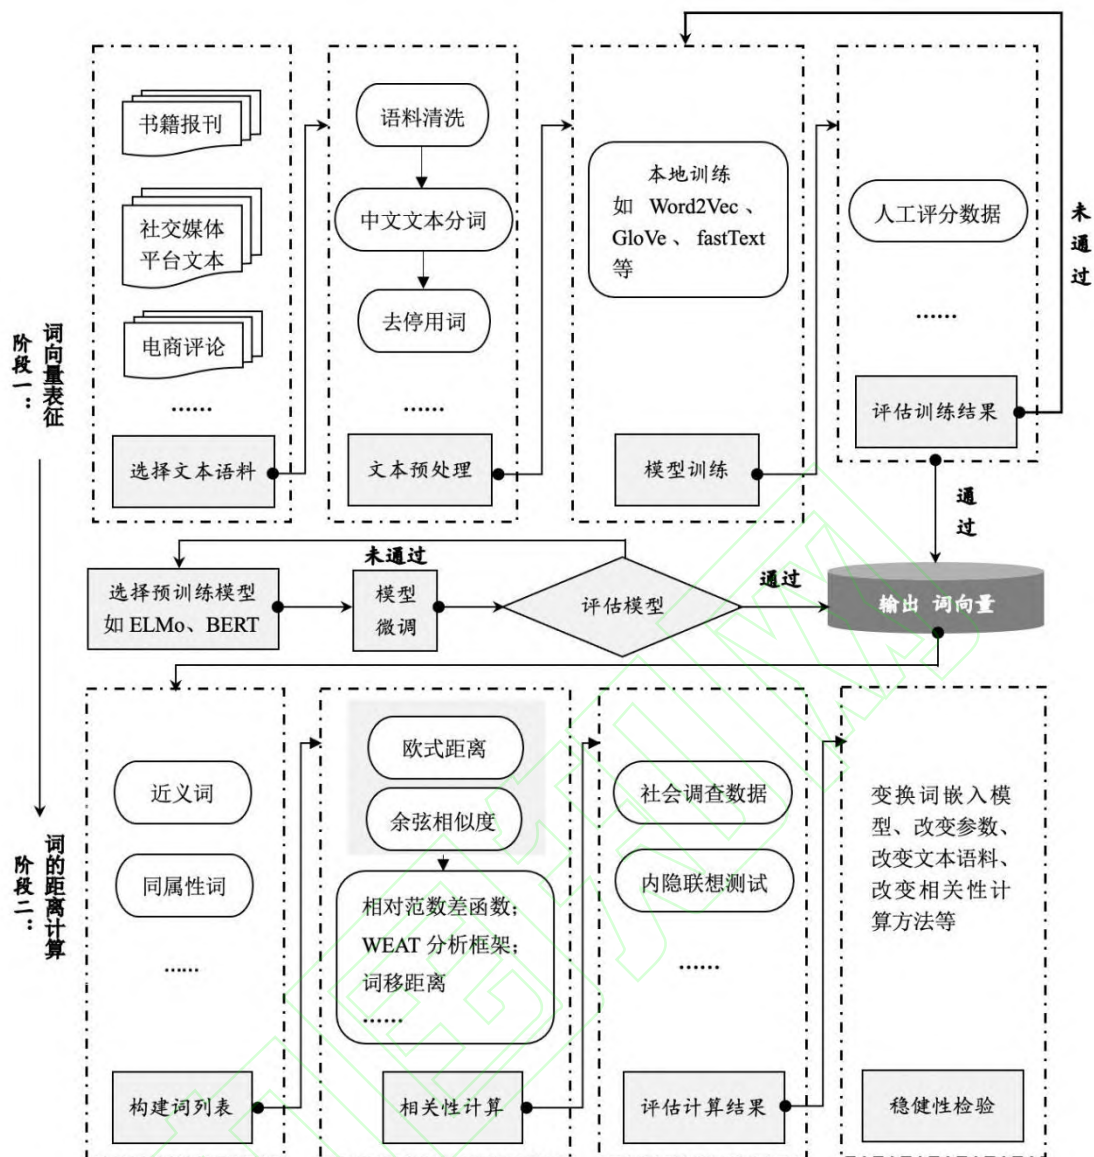 阶段一：
词向量表征
书籍报刊
社交媒体
平台文本
电商评论
……
选择文本语料
语料清洗
中文文本分词
去停用词
……
文本预处理
本地训练
如 Word2Vec、
GloVe、fastText
等
模型训练
人工评分数据
……
评估训练结果
未通过
通过
选择预训练模型
如 ELMo、BERT
模型
微调
未通过
评估模型
通过
输出 词向量
阶段二：
词的距离计算
近义词
同属性词
……
构建词列表
欧式距离
余弦相似度
相对范数差函数；
WEAT 分析框架；
词移距离
……
相关性计算
社会调查数据
内隐联想测试
……
评估计算结果
变换词嵌入模
型、改变参数、
改变文本语料、
改变相关性计
算方法等
稳健性检验